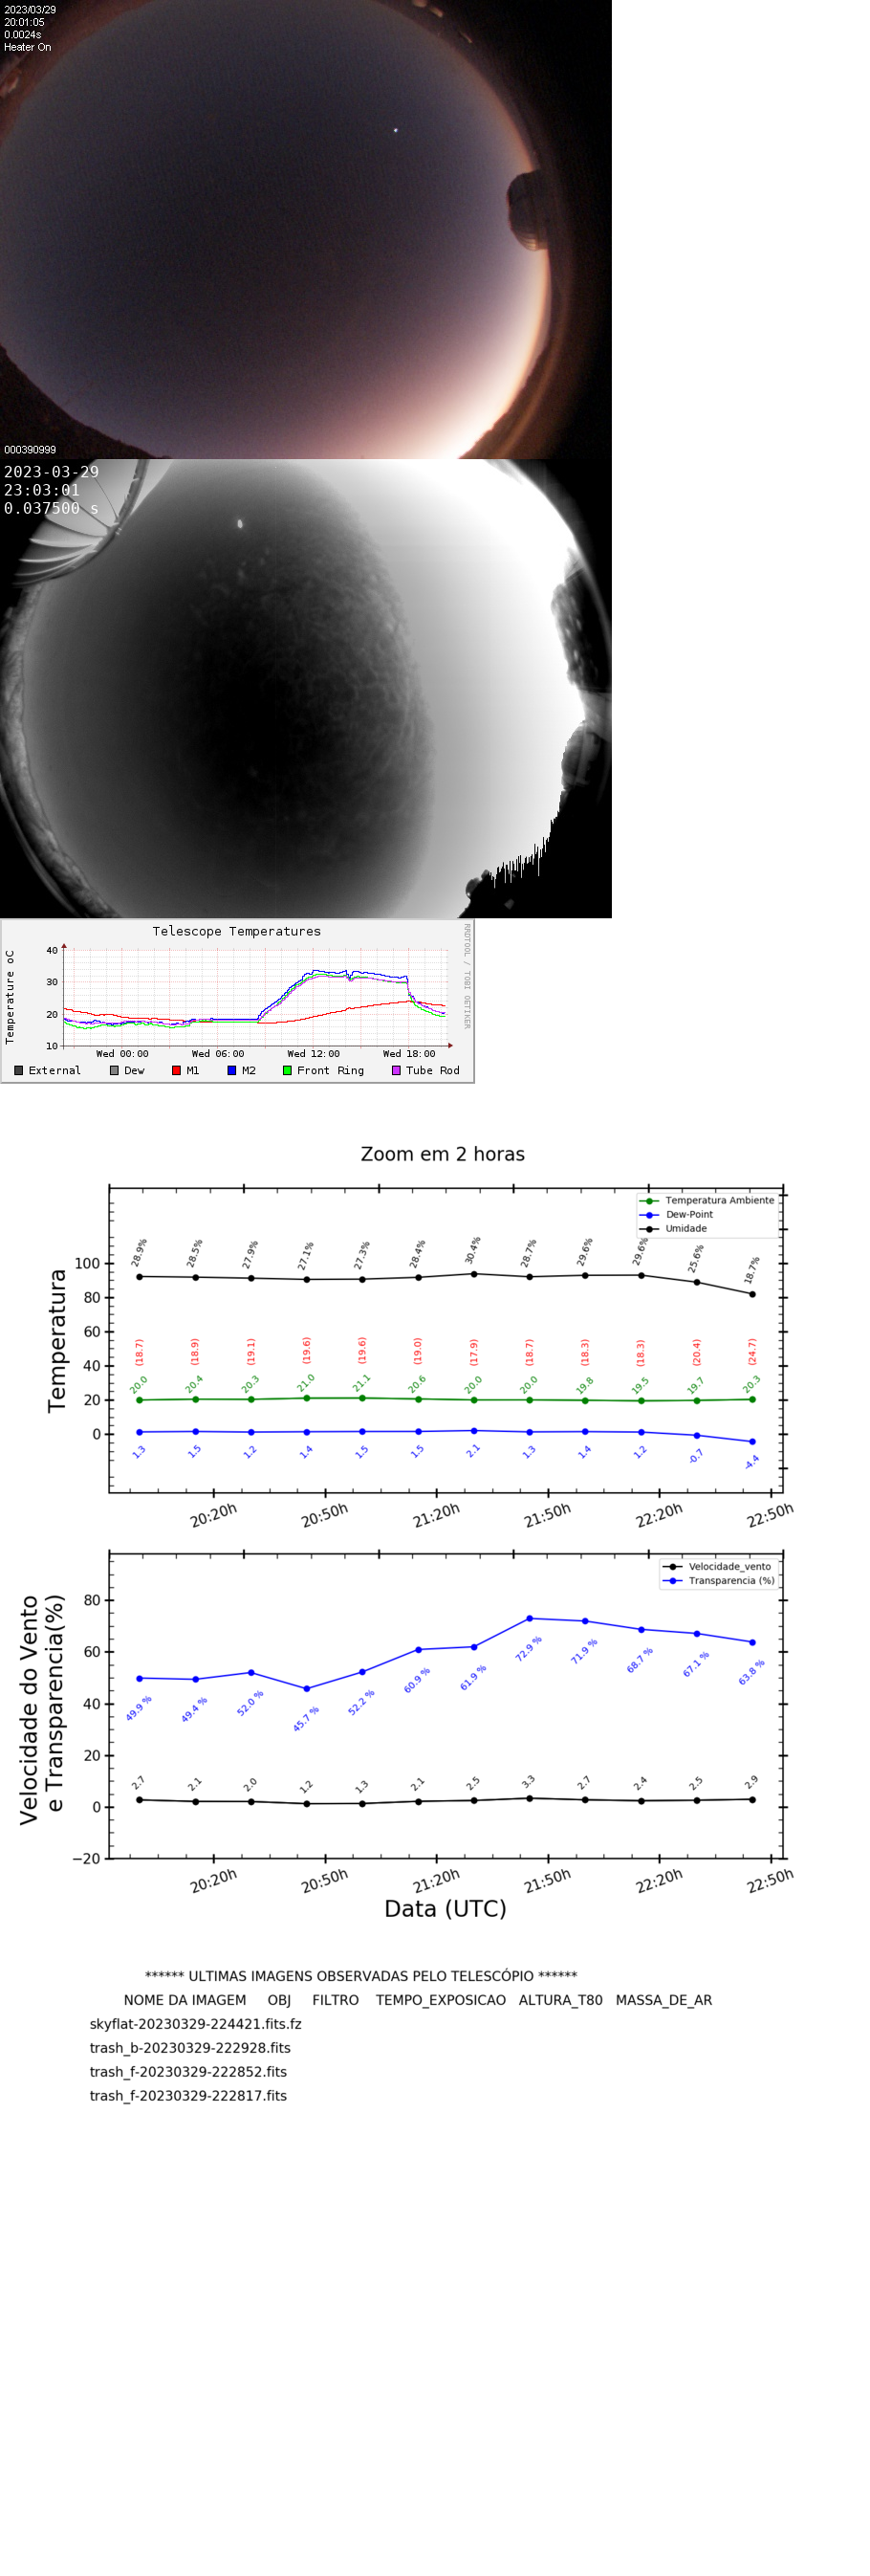 2023/03/29
20:01:05
0.0024s
Heater On
000390999
2023-03-29
23:03:01
0.037500 s
Telescope Temperatures
RRDTOOL / TOBI OETIKER
Temperature oC
40
30
20
10
Wed 00:00 Wed 06:00 Wed 12:00 Wed 18:00
External Dew M1 M2 Front Ring Tube Rod
Zoom em 2 horas
Temperatura Ambiente
Dew-Point
Umidade
Temperatura
100
80
60
40
20
0
28.9% 28.5% 27.9% 27.1% 27.3% 28.4% 30.4% 28.7% 29.6% 29.6% 25.6% 18.7%
(18.7) (18.9) (19.1) (19.6) (19.6) (19.0) (17.9) (18.7) (18.3) (18.3) (20.4) (24.7)
20.0 20.4 20.3 21.0 21.1 20.6 20.0 20.0 19.8 19.5 19.7 20.3
1.3 1.5 1.2 1.4 1.5 1.5 2.1 1.3 1.4 1.2 -0.7 -4.4
20:20h 20:50h 21:20h 21:50h 22:20h 22:50h
Velocidade_vento
Transparencia (%)
Velocidade do Vento
e Transparencia(%)
80
60
40
20
0
−20
49.9 % 49.4 % 52.0 % 45.7 % 52.2 % 60.9 % 61.9 % 72.9 % 71.9 % 68.7 % 67.1 % 63.8 %
2.7 2.1 2.0 1.2 1.3 2.1 2.5 3.3 2.7 2.4 2.5 2.9
20:20h 20:50h 21:20h 21:50h 22:20h 22:50h
Data (UTC)
****** ULTIMAS IMAGENS OBSERVADAS PELO TELESCÓPIO ******
NOME DA IMAGEM OBJ FILTRO TEMPO_EXPOSICAO ALTURA_T80 MASSA_DE_AR
skyflat-20230329-224421.fits.fz
trash_b-20230329-222928.fits
trash_f-20230329-222852.fits
trash_f-20230329-222817.fits